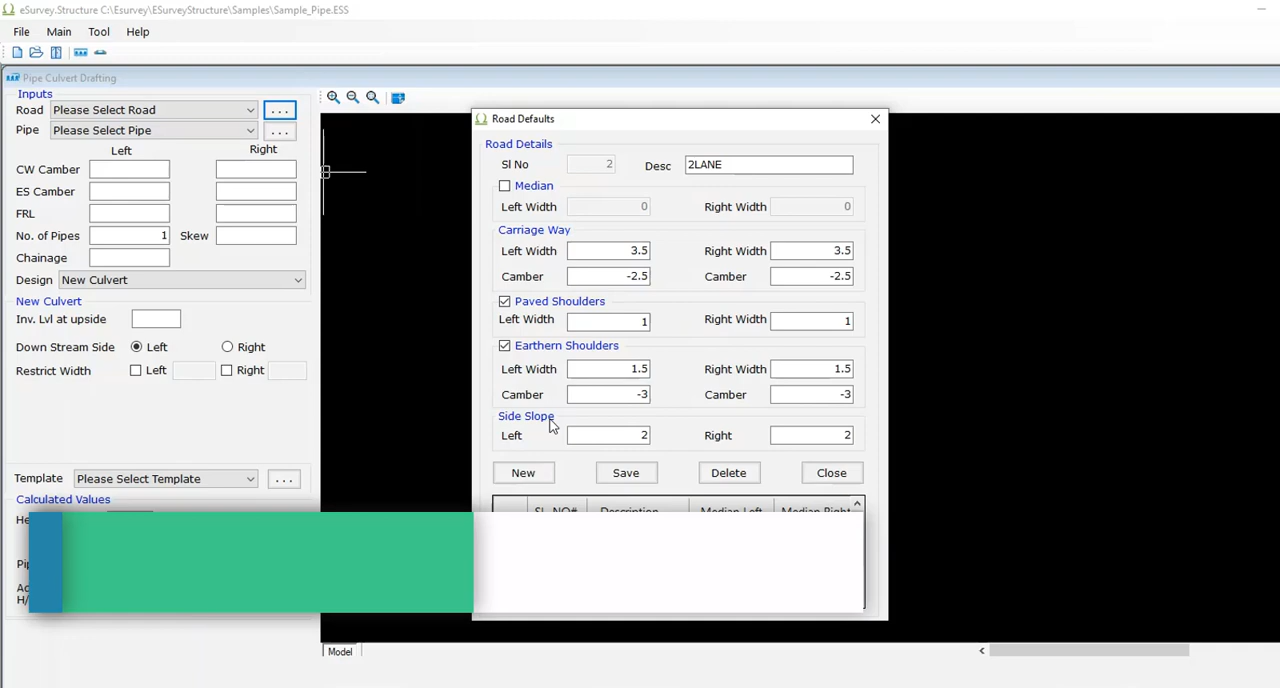 eSurvey.Structure C:\Esurvey\ESurveyStructure\Samples\Sample_Pipe.ESS
File Main Tool Help
Pipe Culvert Drafting
Inputs
Road Please Select Road ...
Pipe Please Select Pipe ...
Left Right
CW Camber
ES Camber
FRL
No. of Pipes 1 Skew
Chainage
Design New Culvert
New Culvert
Inv. Lvl at upside
Down Stream Side Left Right
Restrict Width Left Right
Template Please Select Template ...
Calculated Values
Road Defaults
Road Details
Sl No 2 Desc 2LANE
Median
Left Width 0 Right Width 0
Carriage Way
Left Width 3.5 Right Width 3.5
Camber -2.5 Camber -2.5
Paved Shoulders
Left Width 1 Right Width 1
Earthern Shoulders
Left Width 1.5 Right Width 1.5
Camber -3 Camber -3
Side Slope
Left 2 Right 2
New Save Delete Close
SL_NO# Description Median Left Median Right
H/
Model